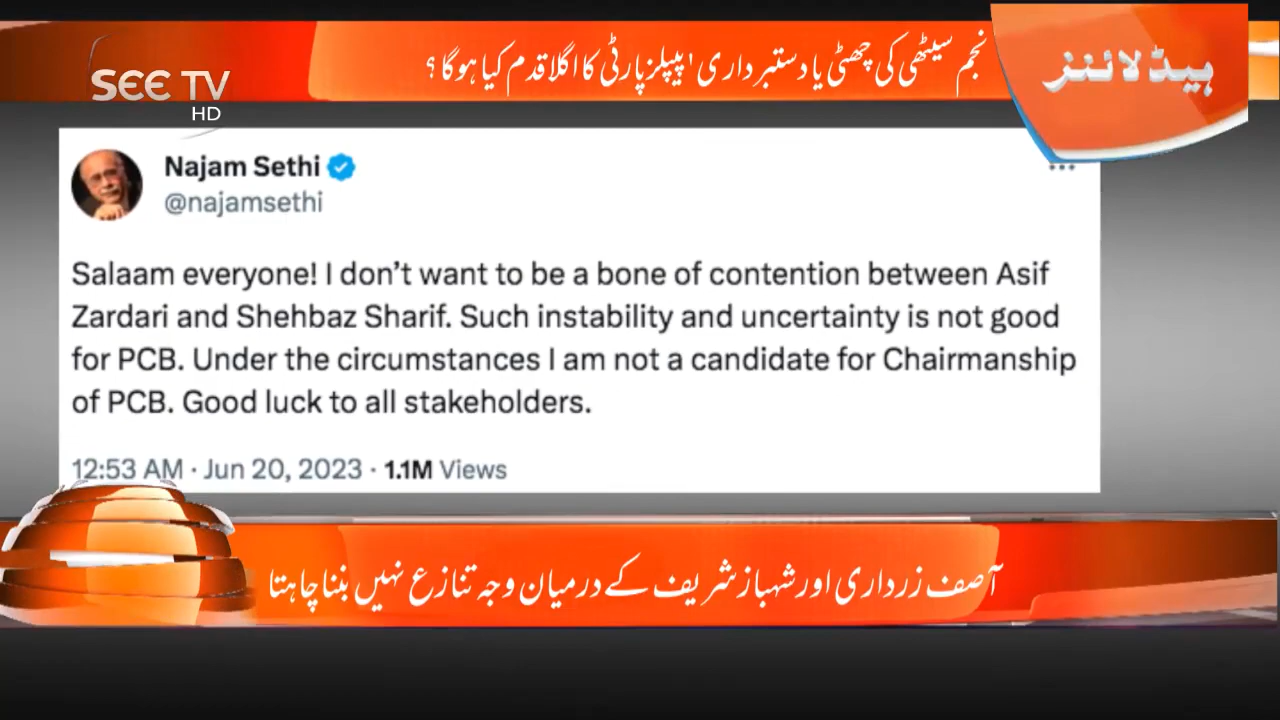 نجم سیٹھی کی چھٹی یا دستبرداری ' پیپلز پارٹی کا اگلا قدم کیا ہوگا ؟
ہیڈلائنز
SEE TV
HD
Najam Sethi
@najamsethi
Salaam everyone! I don’t want to be a bone of contention between Asif
Zardari and Shehbaz Sharif. Such instability and uncertainty is not good
for PCB. Under the circumstances I am not a candidate for Chairmanship
of PCB. Good luck to all stakeholders.
12:53 AM · Jun 20, 2023 · 1.1M Views
آصف زرداری اور شہباز شریف کے درمیان وجہ تنازع نہیں بننا چاہتا